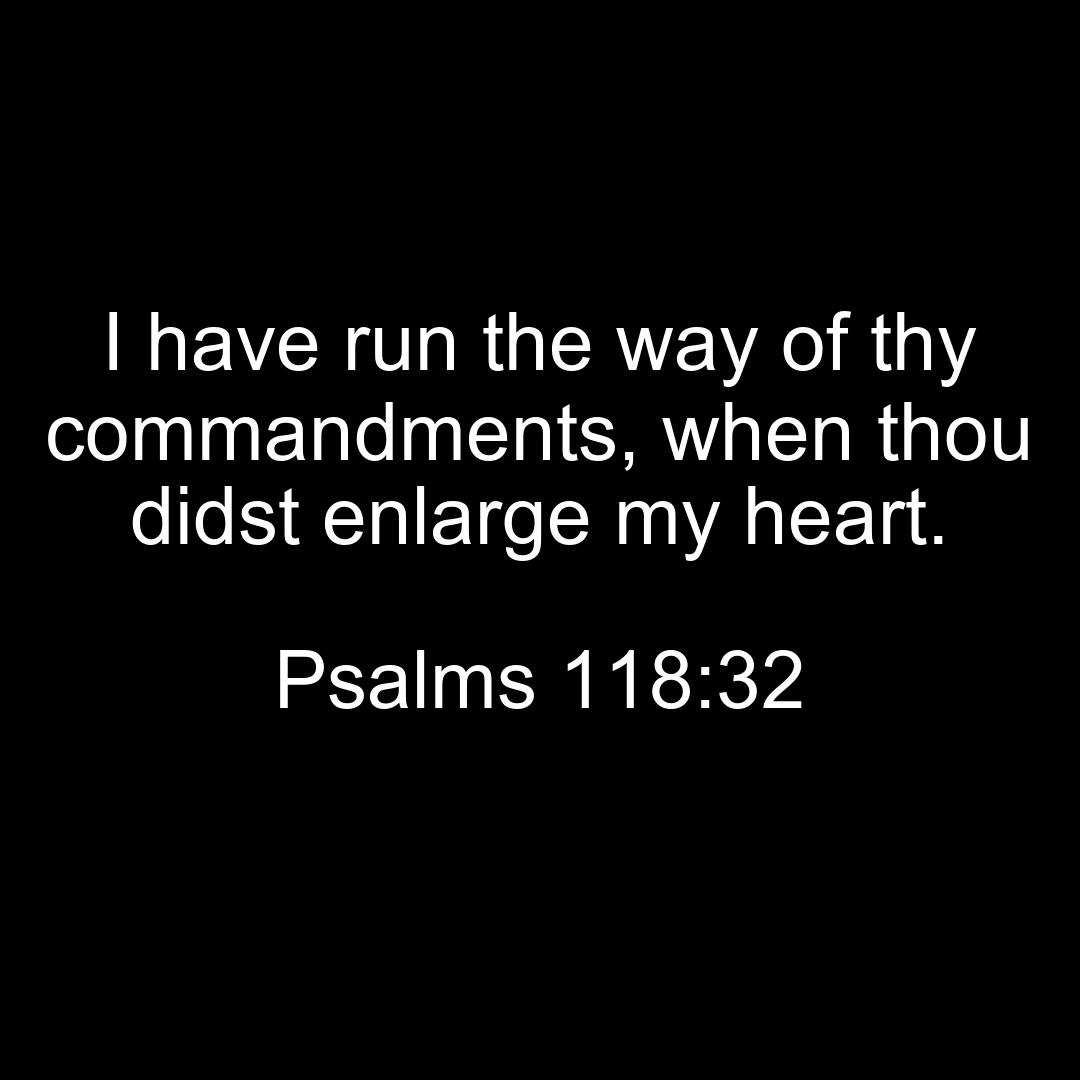 I have run the way of thy
commandments, when thou
didst enlarge my heart.
Psalms 118:32